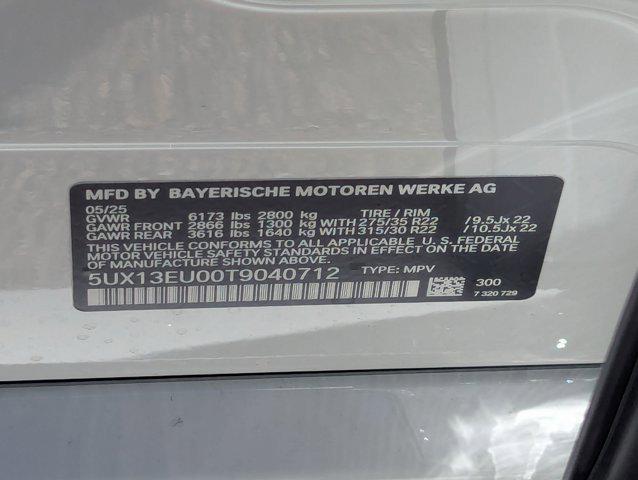 MFD BY BAYERISCHE MOTOREN WERKE AG
05/25 TIRE / RIM
GVWR 6173 lbs 2800 kg
GAWR FRONT 2866 lbs 1300 kg WITH 275/35 R22 /9.5Jx 22
GAWR REAR 3616 lbs 1640 kg WITH 315/30 R22 /10.5Jx 22
THIS MOTOR VEHICLE CONFORMS TO ALL APPLICABLE U.S. FEDERAL
MOTOR VEHICLE SAFETY STANDARDS IN EFFECT ON THE DATE
OF MANUFACTURE SHOWN ABOVE.
5UX13EU00T9040712 TYPE: MPV
300
7 320 729